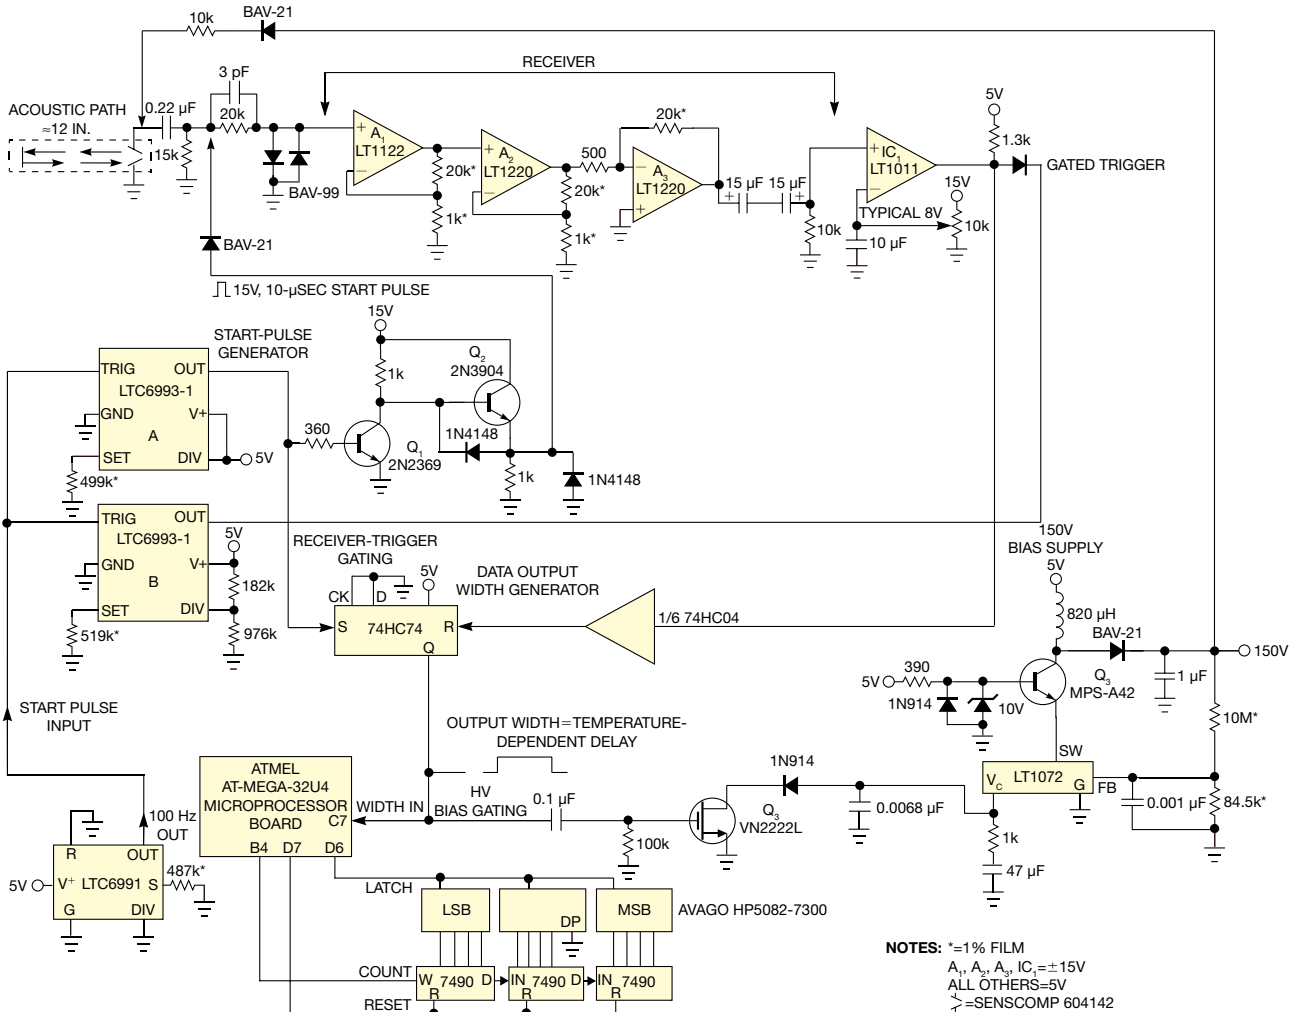 10k
BAV-21
RECEIVER
3 pF
ACOUSTIC PATH
≈12 IN.
0.22 µF
20k
15k
BAV-99
+
A1
LT1122
−
20k*
1k*
+
A2
LT1220
−
500
20k*
1k*
20k*
−
A3
LT1220
+
15 µF
15 µF
+
+
10k
+
IC1
LT1011
−
TYPICAL 8V
10 µF
15V
10k
5V
1.3k
GATED TRIGGER
BAV-21
15V, 10-µSEC START PULSE
START-PULSE
GENERATOR
15V
1k
Q2
2N3904
TRIG OUT
LTC6993-1
GND V+
A
SET DIV
5V
499k*
360
Q1
2N2369
1N4148
1k
1N4148
TRIG OUT
LTC6993-1
GND V+
B
SET DIV
5V
182k
976k
519k*
RECEIVER-TRIGGER
GATING
5V
CK D
S 74HC74 R
Q
DATA OUTPUT
WIDTH GENERATOR
1/6 74HC04
150V
BIAS SUPPLY
5V
820 µH
BAV-21
150V
1 µF
Q3
MPS-A42
5V
390
1N914
10V
10M*
SW
VC LT1072 G
FB
0.001 µF
84.5k*
START PULSE
INPUT
OUTPUT WIDTH=TEMPERATURE-
DEPENDENT DELAY
HV
BIAS GATING
0.1 µF
100k
Q3
VN2222L
1N914
0.0068 µF
1k
47 µF
ATMEL
AT-MEGA-32U4
MICROPROCESSOR
BOARD
C7
B4 D7 D6
WIDTH IN
100 Hz
OUT
R OUT
5V
V+ LTC6991 S
G DIV
487k*
LATCH
LSB
DP
MSB
AVAGO HP5082-7300
COUNT
W 7490 D
R
IN 7490 D
R
IN 7490
R
RESET
NOTES: *=1% FILM
A1, A2, A3, IC1=±15V
ALL OTHERS=5V
=SENSCOMP 604142